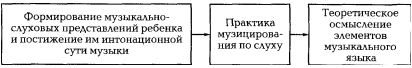 Формирование музыкально-
слуховых представлений ребенка
и постижение им интонационной
сути музыки
Практика
музицирова-
ния по слуху
Теоретическое
осмысление
элементов
музыкального
языка